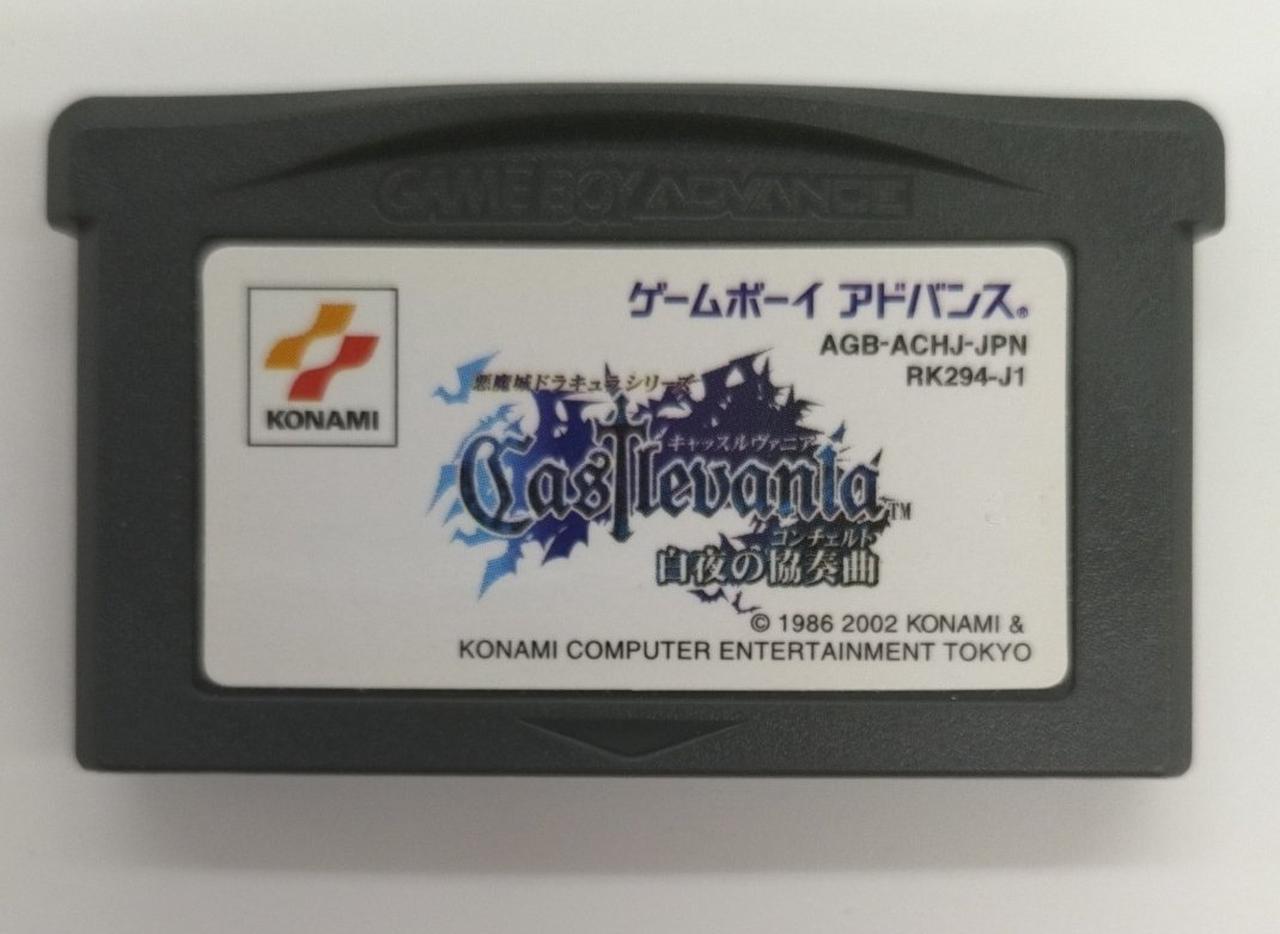 GAME BOY ADVANCE
KONAMI
ゲームボーイ アドバンス®
AGB-ACHJ-JPN
RK294-J1
悪魔城ドラキュラシリーズ
キャッスルヴァニア
Castlevania™
コンチェルト
白夜の協奏曲
© 1986 2002 KONAMI &
KONAMI COMPUTER ENTERTAINMENT TOKYO